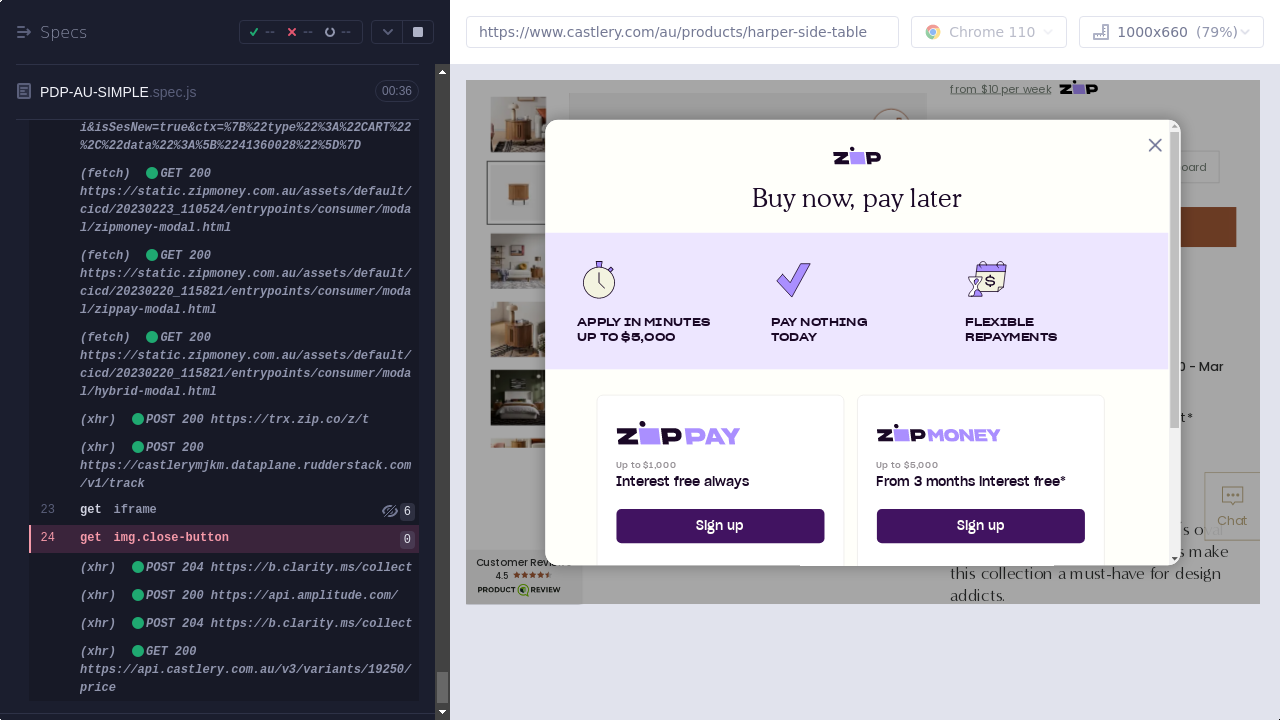 Specs
--
--
--
https://www.castlery.com/au/products/harper-side-table
Chrome 110
1000x660 (79%)
PDP-AU-SIMPLE.spec.js
00:36
i&isSesNew=true&ctx=%7B%22type%22%3A%22CART%22
%2C%22data%22%3A%5B%2241360028%22%5D%7D
(fetch) GET 200
https://static.zipmoney.com.au/assets/default/
cicd/20230223_110524/entrypoints/consumer/moda
l/zipmoney-modal.html
(fetch) GET 200
https://static.zipmoney.com.au/assets/default/
cicd/20230220_115821/entrypoints/consumer/moda
l/zippay-modal.html
(fetch) GET 200
https://static.zipmoney.com.au/assets/default/
cicd/20230220_115821/entrypoints/consumer/moda
l/hybrid-modal.html
(xhr) POST 200 https://trx.zip.co/z/t
(xhr) POST 200
https://castlerymjkm.dataplane.rudderstack.com
/v1/track
23 get iframe 6
24 get img.close-button 0
(xhr) POST 204 https://b.clarity.ms/collect
(xhr) POST 200 https://api.amplitude.com/
(xhr) POST 204 https://b.clarity.ms/collect
(xhr) GET 200
https://api.castlery.com.au/v3/variants/19250/
price
from $10 per week ZIP
oard
ZIP
Buy now, pay later
APPLY IN MINUTES
UP TO $5,000
PAY NOTHING
TODAY
FLEXIBLE
REPAYMENTS
0 - Mar
t.*
ZIP PAY
Up to $1,000
Interest free always
Sign up
ZIP MONEY
Up to $5,000
From 3 months interest free*
Sign up
Chat
s oval
s make
this collection a must-have for design
addicts.
Customer Reviews
4.5
PRODUCT REVIEW